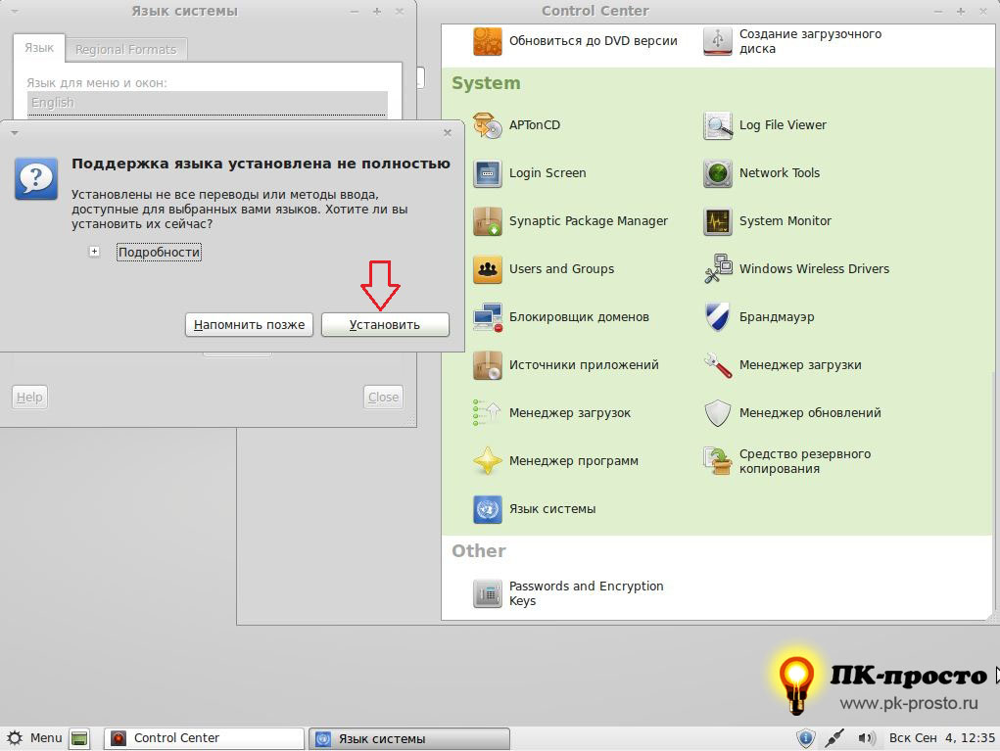 Язык системы
Язык
Regional Formats
Язык для меню и окон:
English
Поддержка языка установлена не полностью
Установлены не все переводы или методы ввода,
доступные для выбранных вами языков. Хотите ли вы
установить их сейчас?
Подробности
Напомнить позже
Установить
Help
Close
Control Center
Обновиться до DVD версии
Создание загрузочного
диска
System
APTonCD
Log File Viewer
Login Screen
Network Tools
Synaptic Package Manager
System Monitor
Users and Groups
Windows Wireless Drivers
Блокировщик доменов
Брандмауэр
Источники приложений
Менеджер загрузки
Менеджер загрузок
Менеджер обновлений
Менеджер программ
Средство резервного
копирования
Язык системы
Other
Passwords and Encryption
Keys
ПК-просто
www.pk-prosto.ru
Menu
Control Center
Язык системы
Вск Сен 4, 12:35